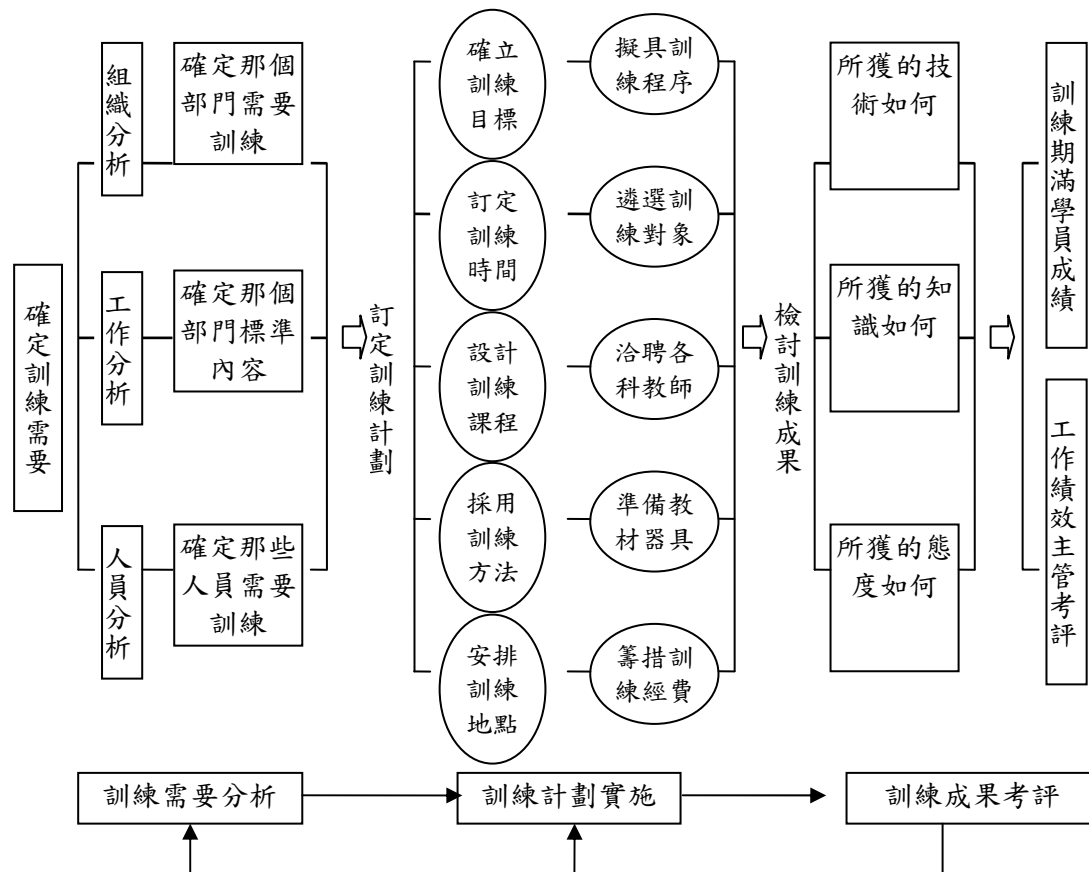 確定訓練需要
組織分析
確定那個
部門需要
訓練
工作分析
確定那個
部門標準
內容
人員分析
確定那些
人員需要
訓練
訂定訓練計劃
確立
訓練
目標
擬具訓
練程序
訂定
訓練
時間
遴選訓
練對象
設計
訓練
課程
洽聘各
科教師
採用
訓練
方法
準備教
材器具
安排
訓練
地點
籌措訓
練經費
檢討訓練成果
所獲的技
術如何
所獲的知
識如何
所獲的態
度如何
訓練期滿學員成績
工作績效主管考評
訓練需要分析
訓練計劃實施
訓練成果考評